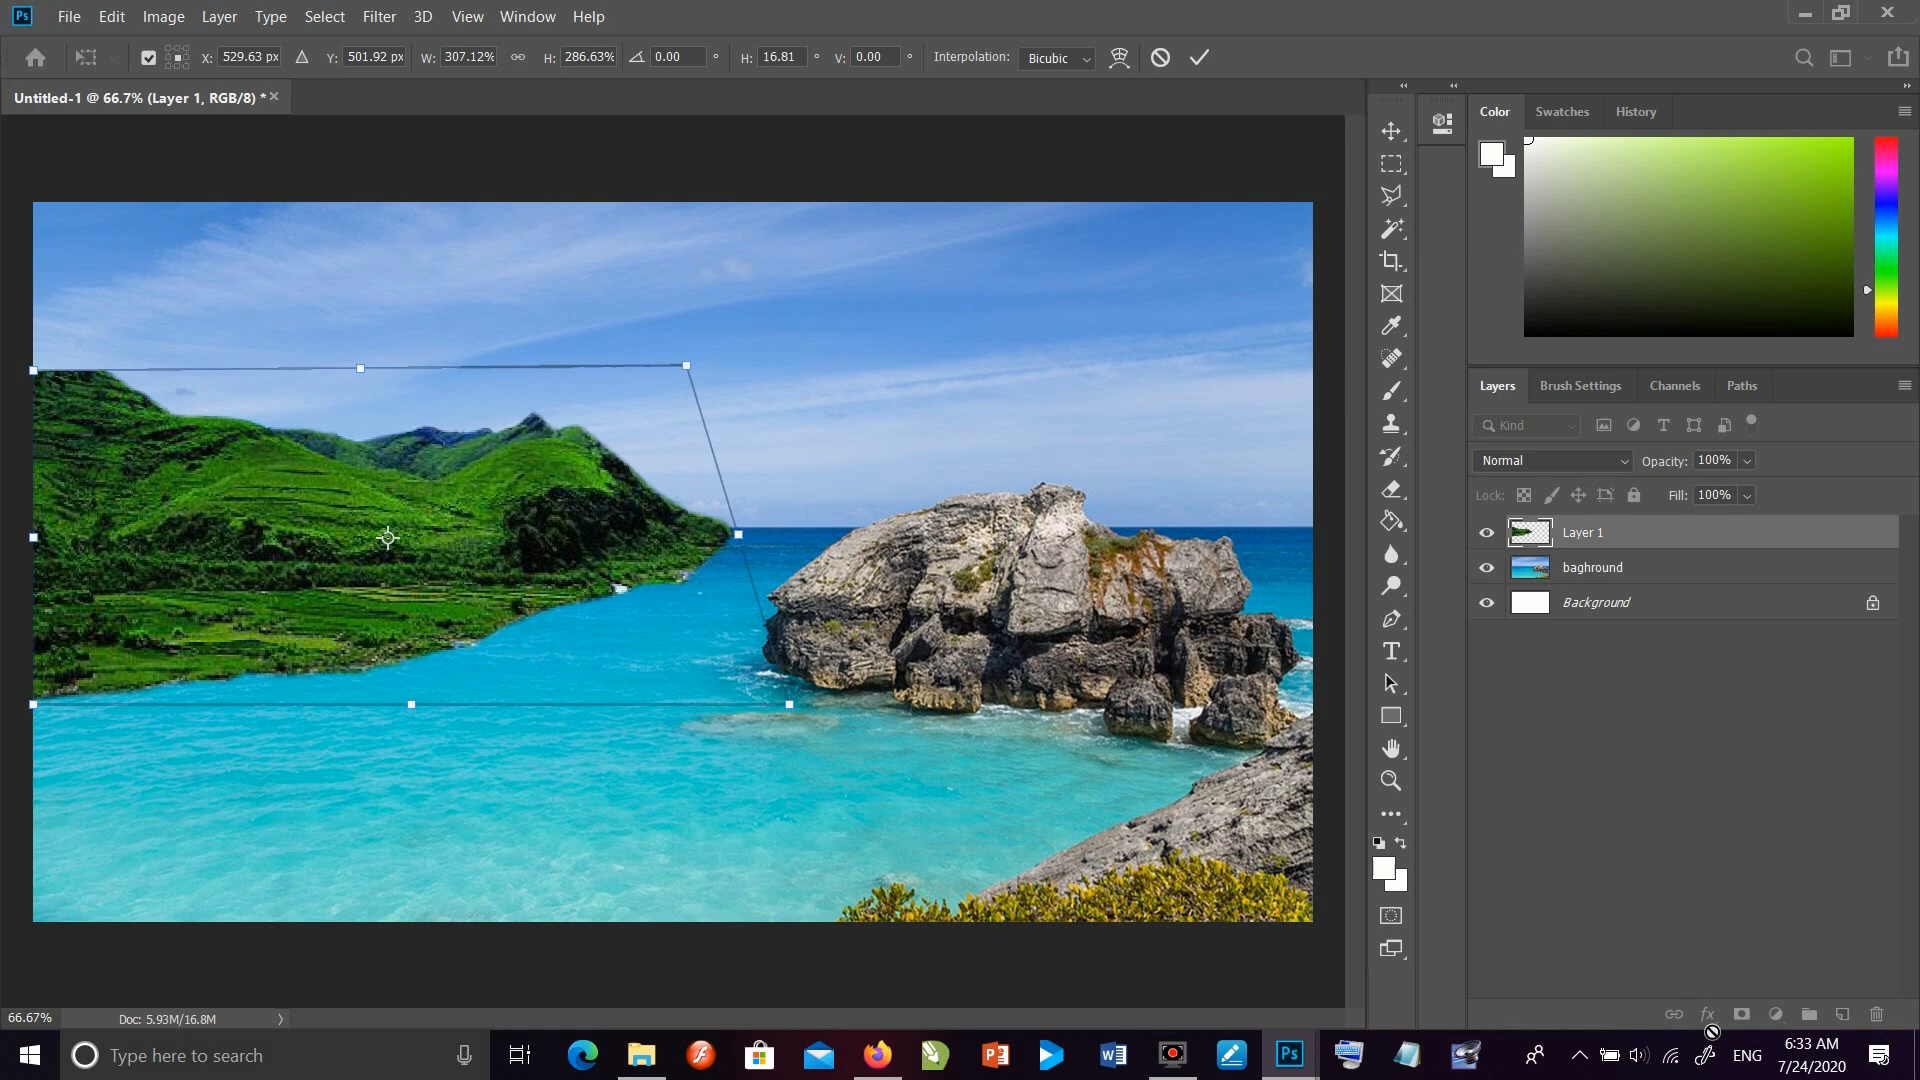 Ps File Edit Image Layer Type Select Filter 3D View Window Help
X: 529.63 px Y: 501.92 px W: 307.12% H: 286.63% 0.00 ° H: 16.81 ° V: 0.00 ° Interpolation: Bicubic
Untitled-1 @ 66.7% (Layer 1, RGB/8) *
Color Swatches History
Layers Brush Settings Channels Paths
Kind
Normal Opacity: 100%
Lock: Fill: 100%
Layer 1
baghround
Background
66.67% Doc: 5.93M/16.8M
Type here to search
ENG
6:33 AM
7/24/2020